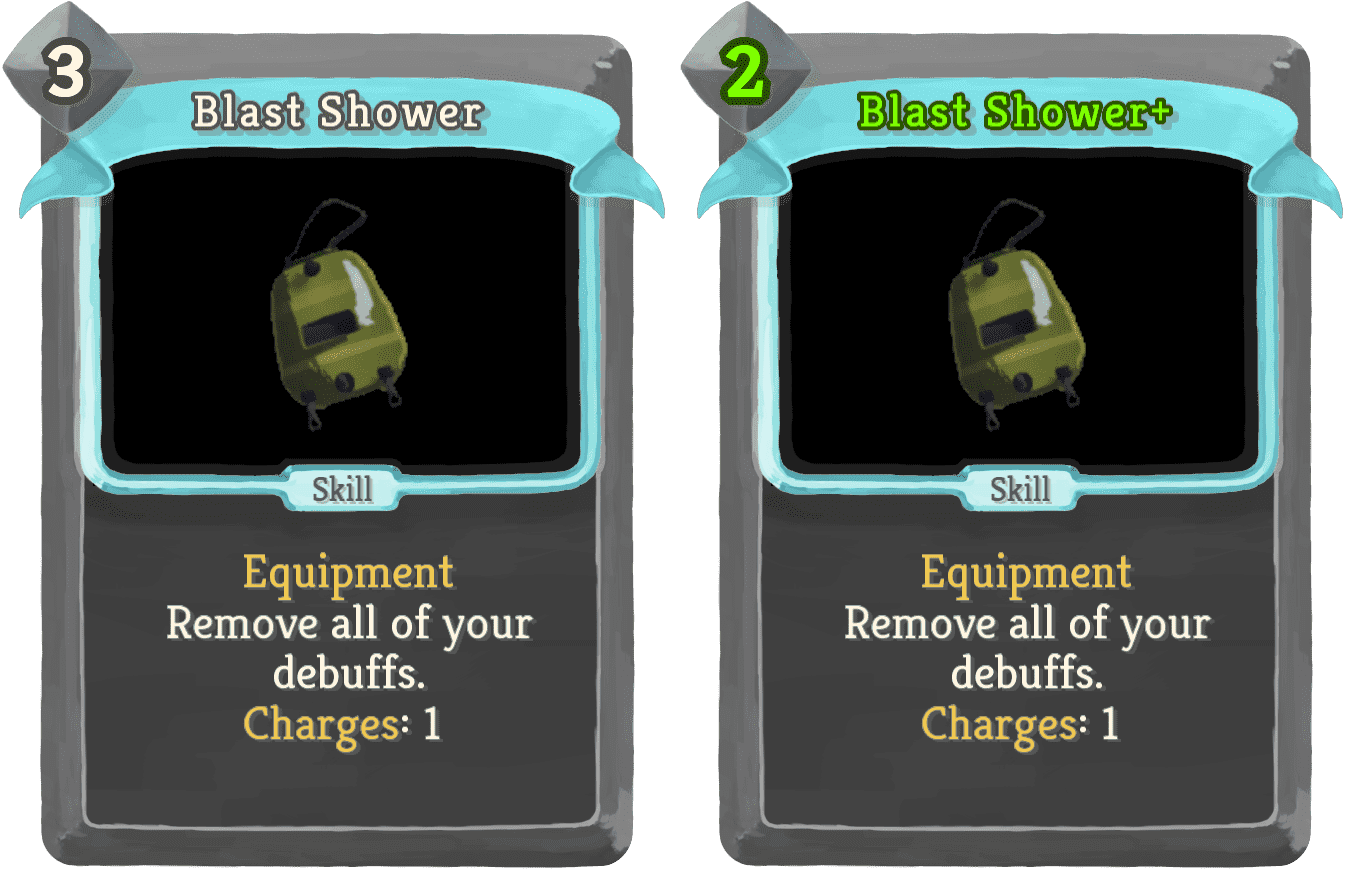 3
Blast Shower
Skill
Equipment
Remove all of your
debuffs.
Charges: 1
2
Blast Shower+
Skill
Equipment
Remove all of your
debuffs.
Charges: 1